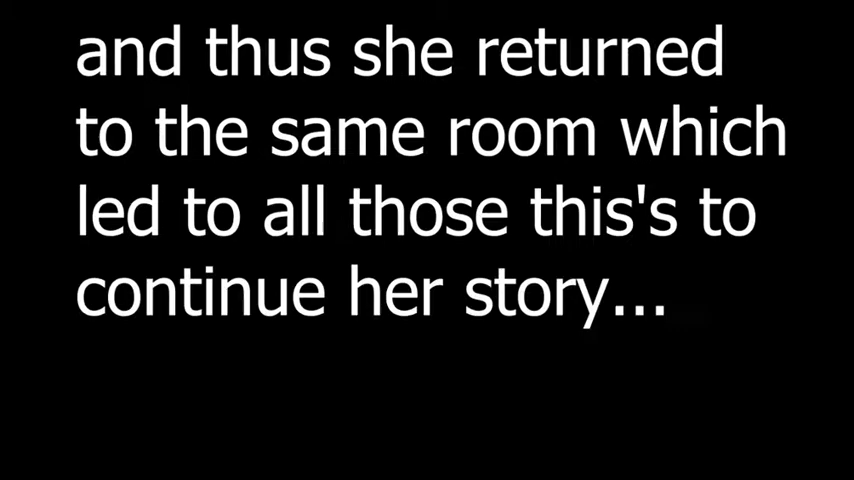 and thus she returned
to the same room which
led to all those this's to
continue her story...